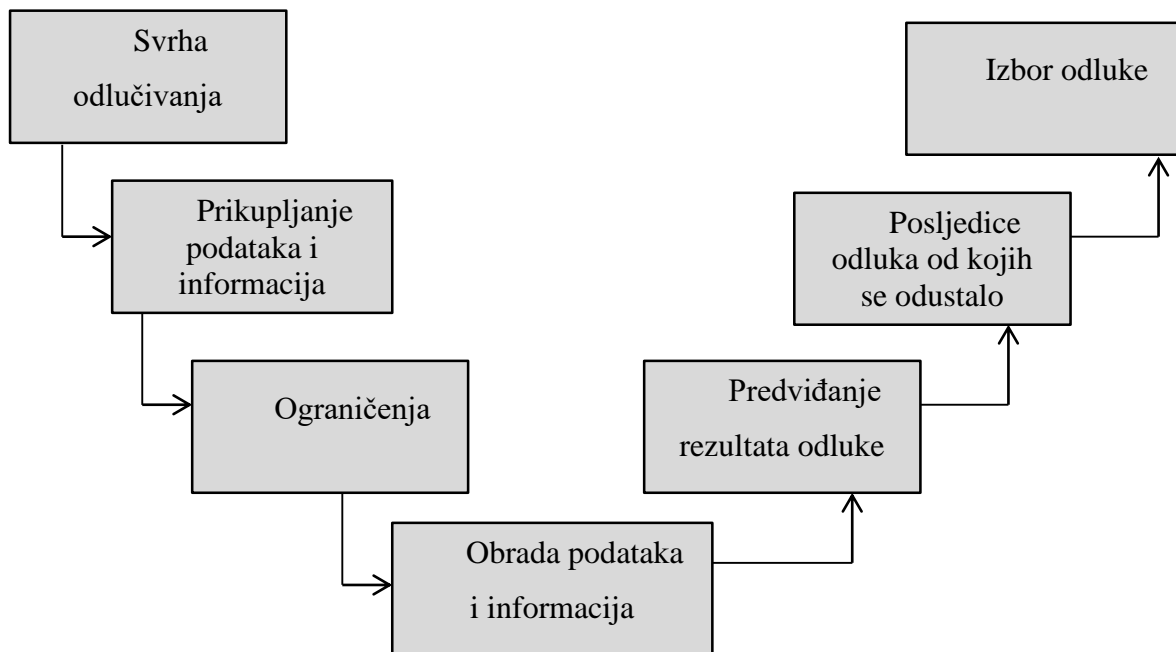 Svrha
odlučivanja
Prikupljanje
podataka i
informacija
Ograničenja
Obrada podataka
i informacija
Predviđanje
rezultata odluke
Posljedice
odluka od kojih
se odustalo
Izbor odluke